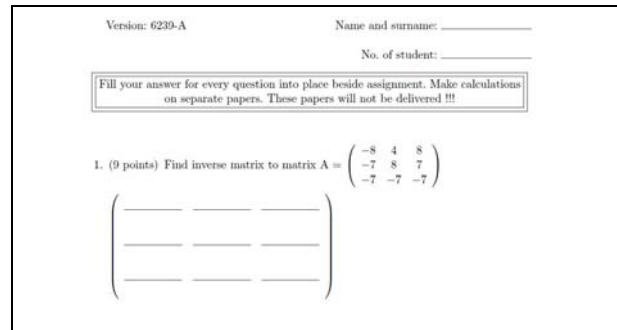 Version: 6239-A
Name and surname:
No. of student:
Fill your answer for every question into place beside assignment. Make calculations
on separate papers. These papers will not be delivered !!!
-8 4 8
1. (9 points) Find inverse matrix to matrix A = -7 8 7
-7 -7 -7